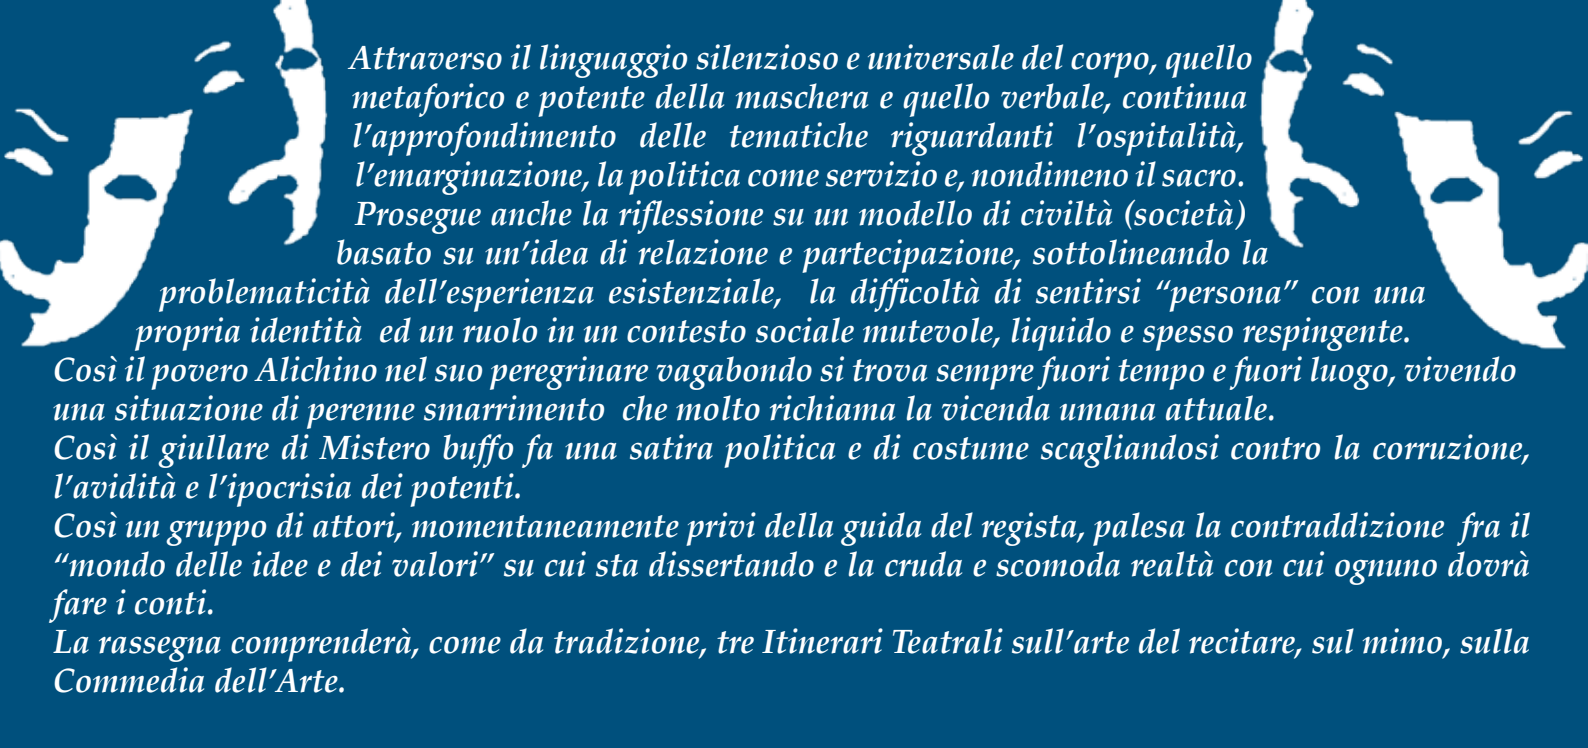 Attraverso il linguaggio silenzioso e universale del corpo, quello
metaforico e potente della maschera e quello verbale, continua
l’approfondimento delle tematiche riguardanti l’ospitalità,
l’emarginazione, la politica come servizio e, nondimeno il sacro.
Prosegue anche la riflessione su un modello di civiltà (società)
basato su un’idea di relazione e partecipazione, sottolineando la
problematicità dell’esperienza esistenziale,  la difficoltà di sentirsi “persona” con una
propria identità  ed un ruolo in un contesto sociale mutevole, liquido e spesso respingente.
Così il povero Alichino nel suo peregrinare vagabondo si trova sempre fuori tempo e fuori luogo, vivendo
una situazione di perenne smarrimento  che molto richiama la vicenda umana attuale.
Così il giullare di Mistero buffo fa una satira politica e di costume scagliandosi contro la corruzione,
l’avidità e l’ipocrisia dei potenti.
Così un gruppo di attori, momentaneamente privi della guida del regista, palesa la contraddizione  fra il
“mondo delle idee e dei valori” su cui sta dissertando e la cruda e scomoda realtà con cui ognuno dovrà
fare i conti.
La rassegna comprenderà, come da tradizione, tre Itinerari Teatrali sull’arte del recitare, sul mimo, sulla
Commedia dell’Arte.